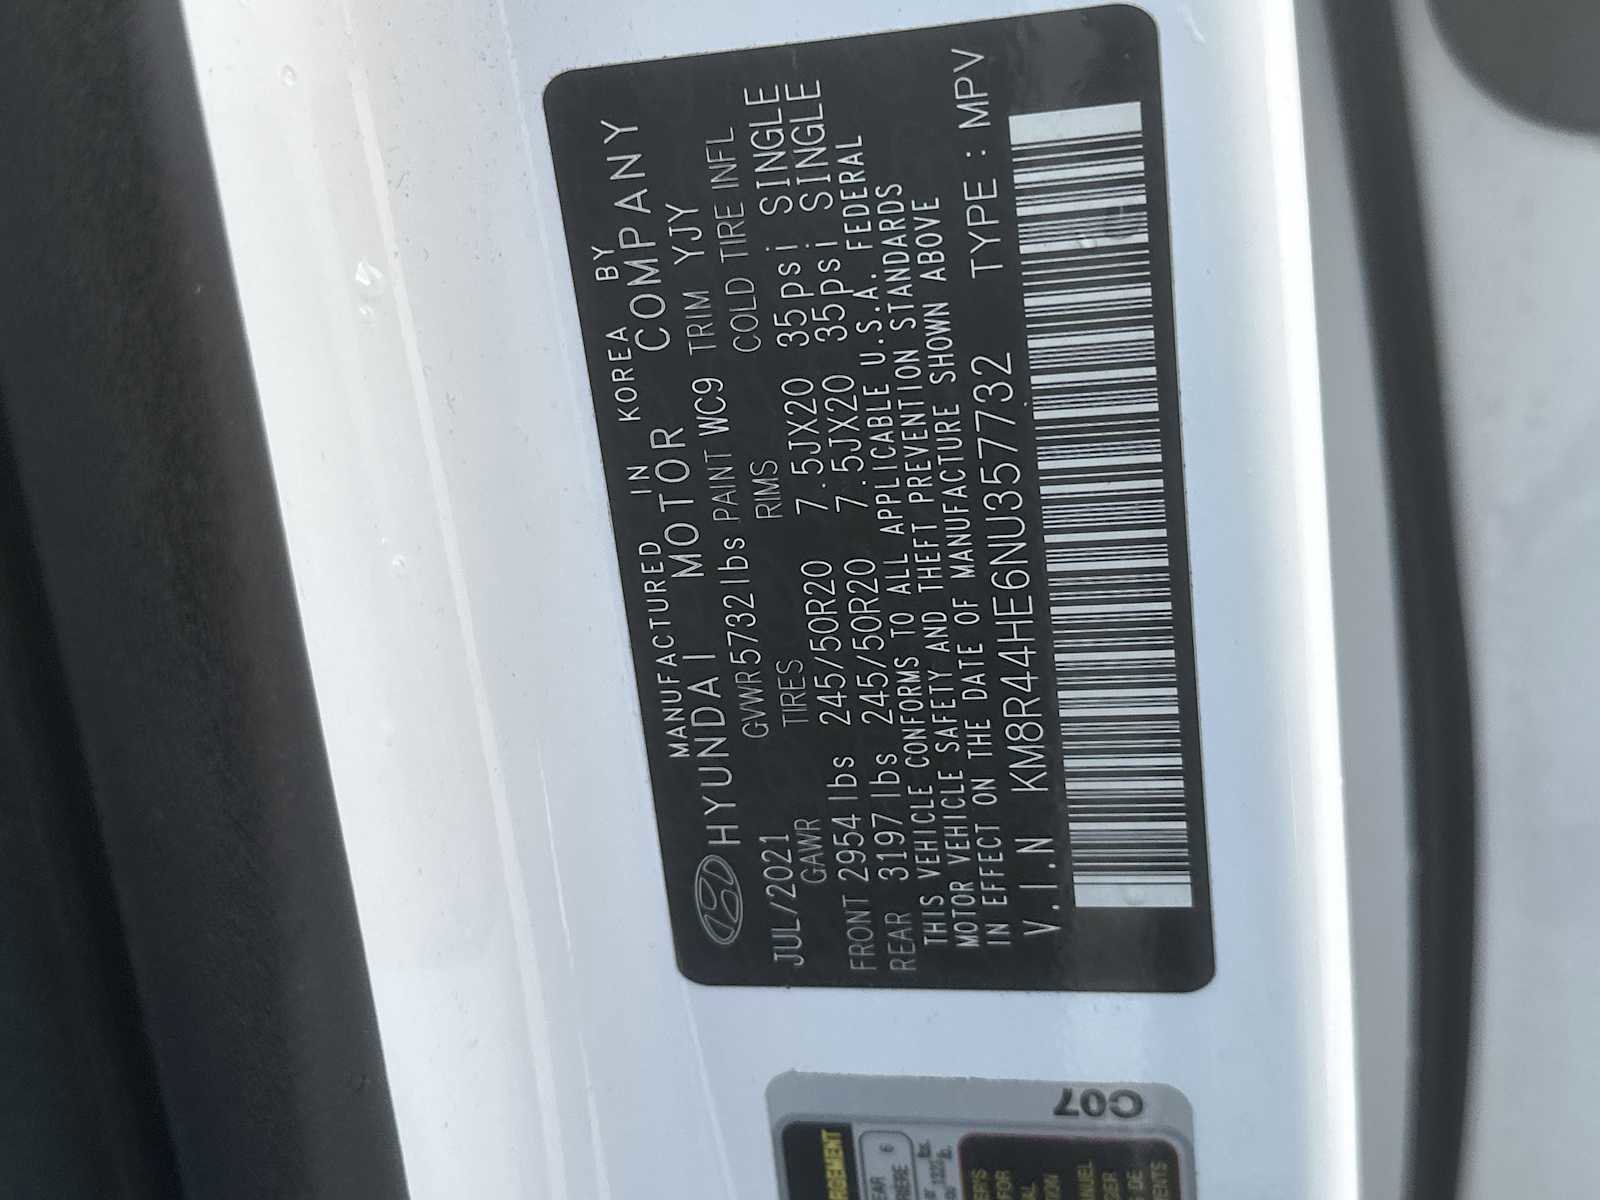 MANUFACTURED IN KOREA BY
HYUNDAI MOTOR COMPANY
JUL/2021 GVWR5732lbs PAINT WC9 TRIM YJY
GAWR TIRES RIMS COLD TIRE INFL
FRONT 2954 lbs 245/50R20 7.5JX20 35psi SINGLE
REAR 3197 lbs 245/50R20 7.5JX20 35psi SINGLE
THIS VEHICLE CONFORMS TO ALL APPLICABLE U.S.A. FEDERAL
MOTOR VEHICLE SAFETY AND THEFT PREVENTION STANDARDS
IN EFFECT ON THE DATE OF MANUFACTURE SHOWN ABOVE
V.I.N KM8R44HE6NU357732 TYPE : MPV
C07